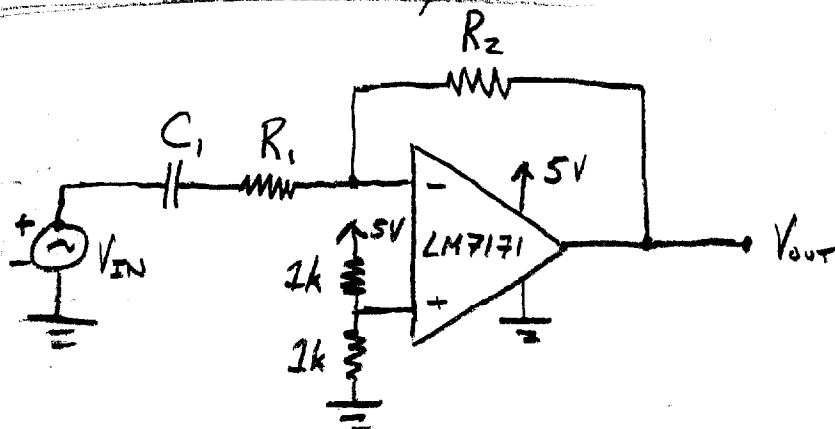 R2
C1
R1
5V
5V
VIN
LM7171
VOUT
1k
1k
-
+
+
-